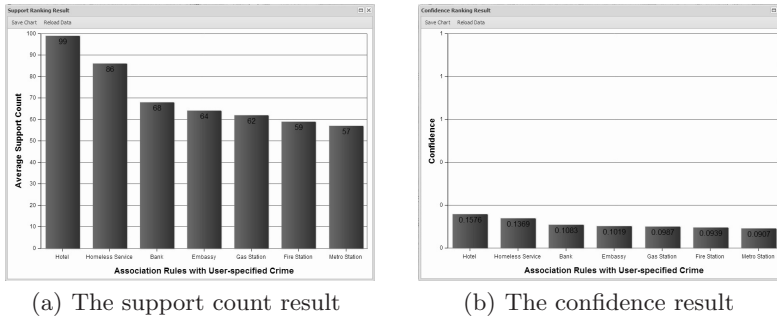 Support Ranking Result
Save Chart Reload Data
100
90
80
70
60
50
40
30
20
10
0
Average Support Count
99
86
68
64
62
59
57
Hotel Homeless Service Bank Embassy Gas Station Fire Station Metro Station
Association Rules with User-specified Crime
(a) The support count result
Confidence Ranking Result
Save Chart Reload Data
1
1
1
0
0
0
Confidence
0.1576
0.1369
0.1083
0.1019
0.0987
0.0939
0.0907
Hotel Homeless Service Bank Embassy Gas Station Fire Station Metro Station
Association Rules with User-specified Crime
(b) The confidence result